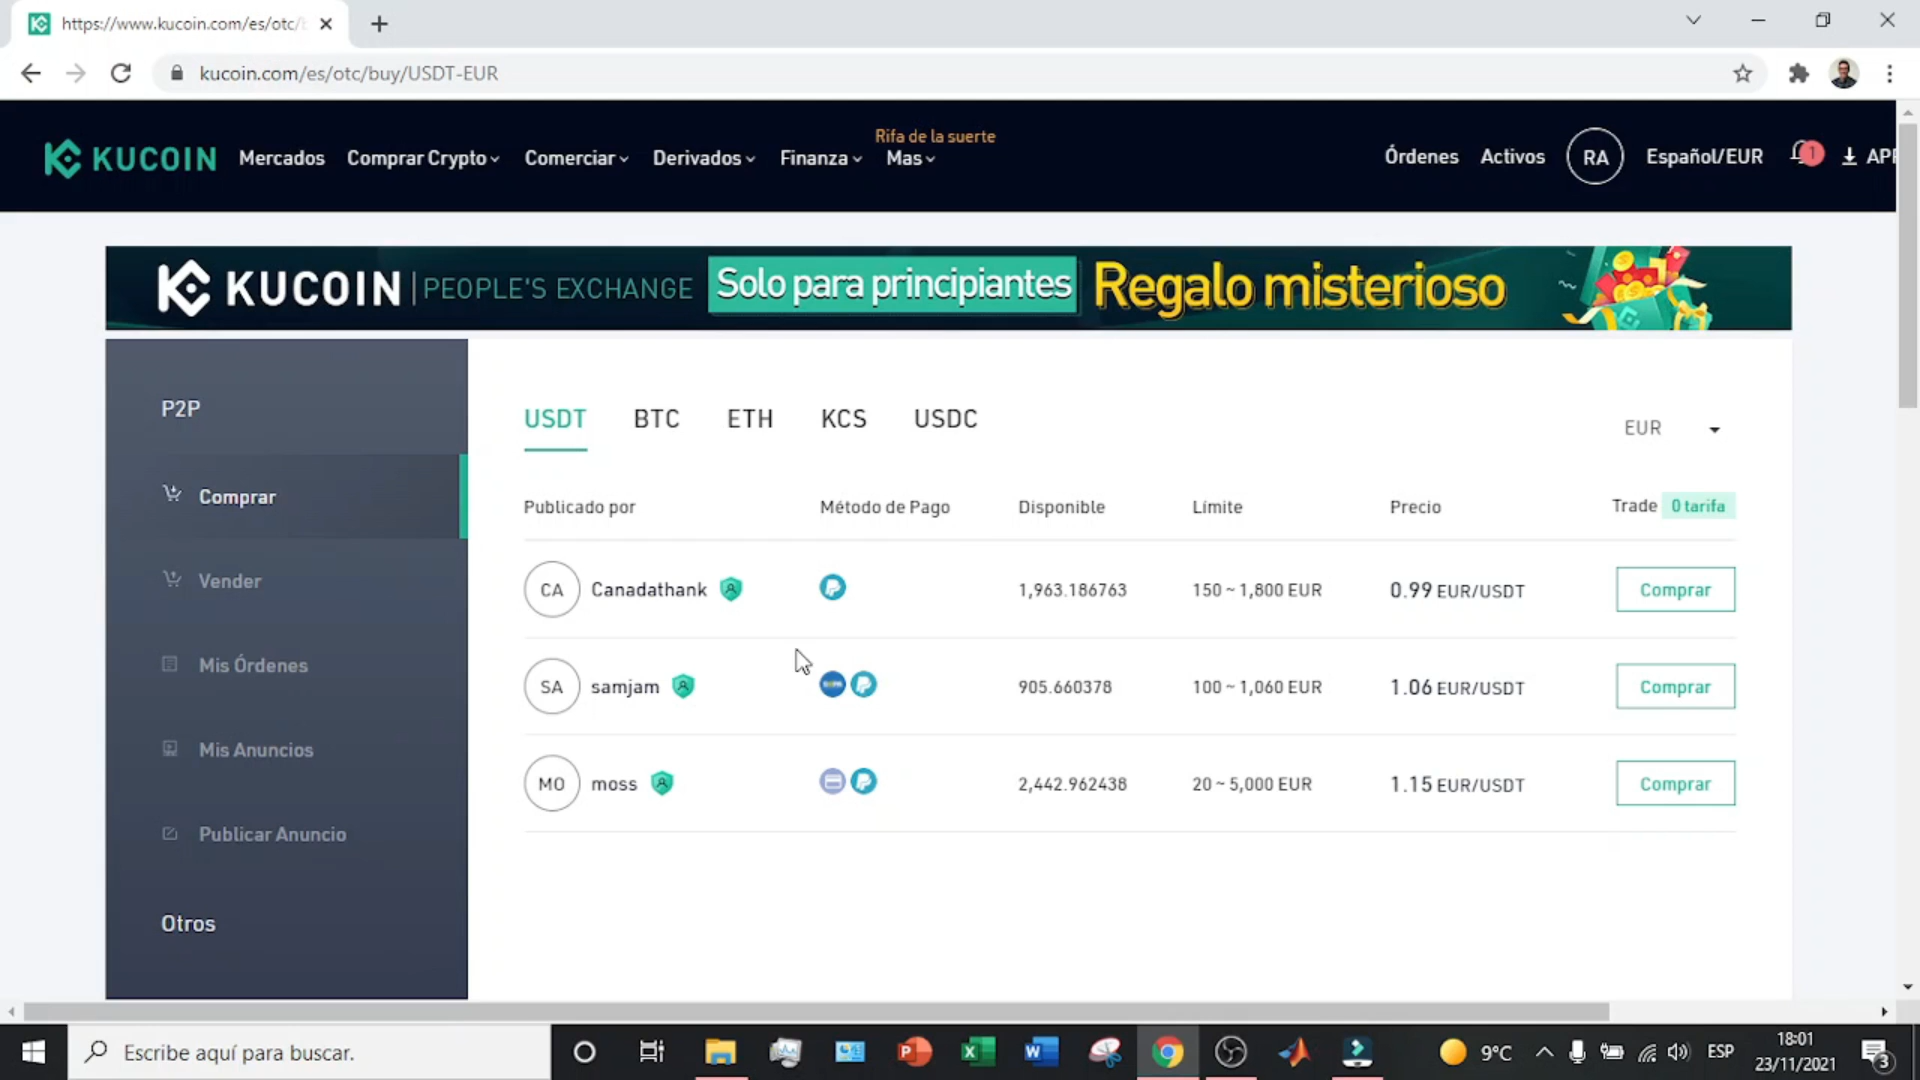 https://www.kucoin.com/es/otc/
kucoin.com/es/otc/buy/USDT-EUR
Rifa de la suerte
KUCOIN Mercados Comprar Crypto Comerciar Derivados Finanza Mas Órdenes Activos RA Español/EUR 1 APP
KUCOIN | PEOPLE'S EXCHANGE Solo para principiantes Regalo misterioso
P2P
Comprar
Vender
Mis Órdenes
Mis Anuncios
Publicar Anuncio
Otros
USDT BTC ETH KCS USDC EUR
Publicado por Método de Pago Disponible Límite Precio Trade 0 tarifa
CA Canadathank 1,963.186763 150 ~ 1,800 EUR 0.99 EUR/USDT Comprar
SA samjam 905.660378 100 ~ 1,060 EUR 1.06 EUR/USDT Comprar
MO moss 2,442.962438 20 ~ 5,000 EUR 1.15 EUR/USDT Comprar
Escribe aquí para buscar. 9°C ESP 18:01
23/11/2021 3